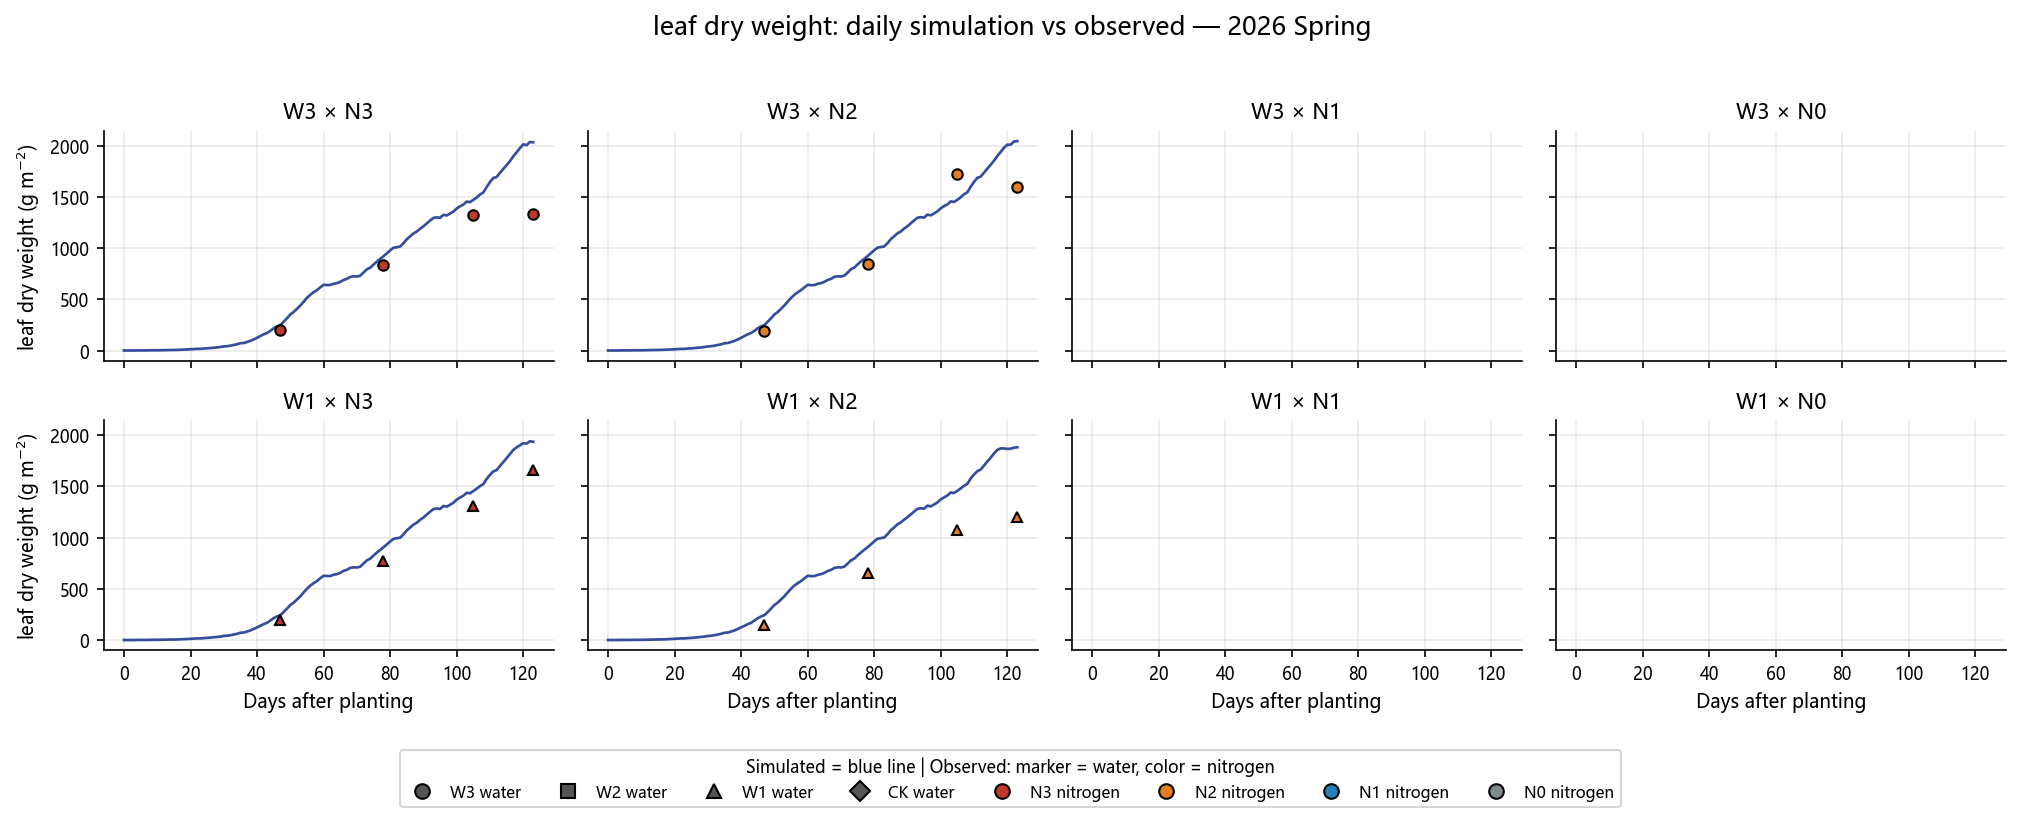 leaf dry weight: daily simulation vs observed — 2026 Spring
W3 × N3
W3 × N2
W3 × N1
W3 × N0
leaf dry weight (g m⁻²)
2000
1500
1000
500
0
W1 × N3
W1 × N2
W1 × N1
W1 × N0
leaf dry weight (g m⁻²)
2000
1500
1000
500
0
0 20 40 60 80 100 120
0 20 40 60 80 100 120
0 20 40 60 80 100 120
0 20 40 60 80 100 120
Days after planting
Days after planting
Days after planting
Days after planting
Simulated = blue line | Observed: marker = water, color = nitrogen
W3 water W2 water W1 water CK water N3 nitrogen N2 nitrogen N1 nitrogen N0 nitrogen